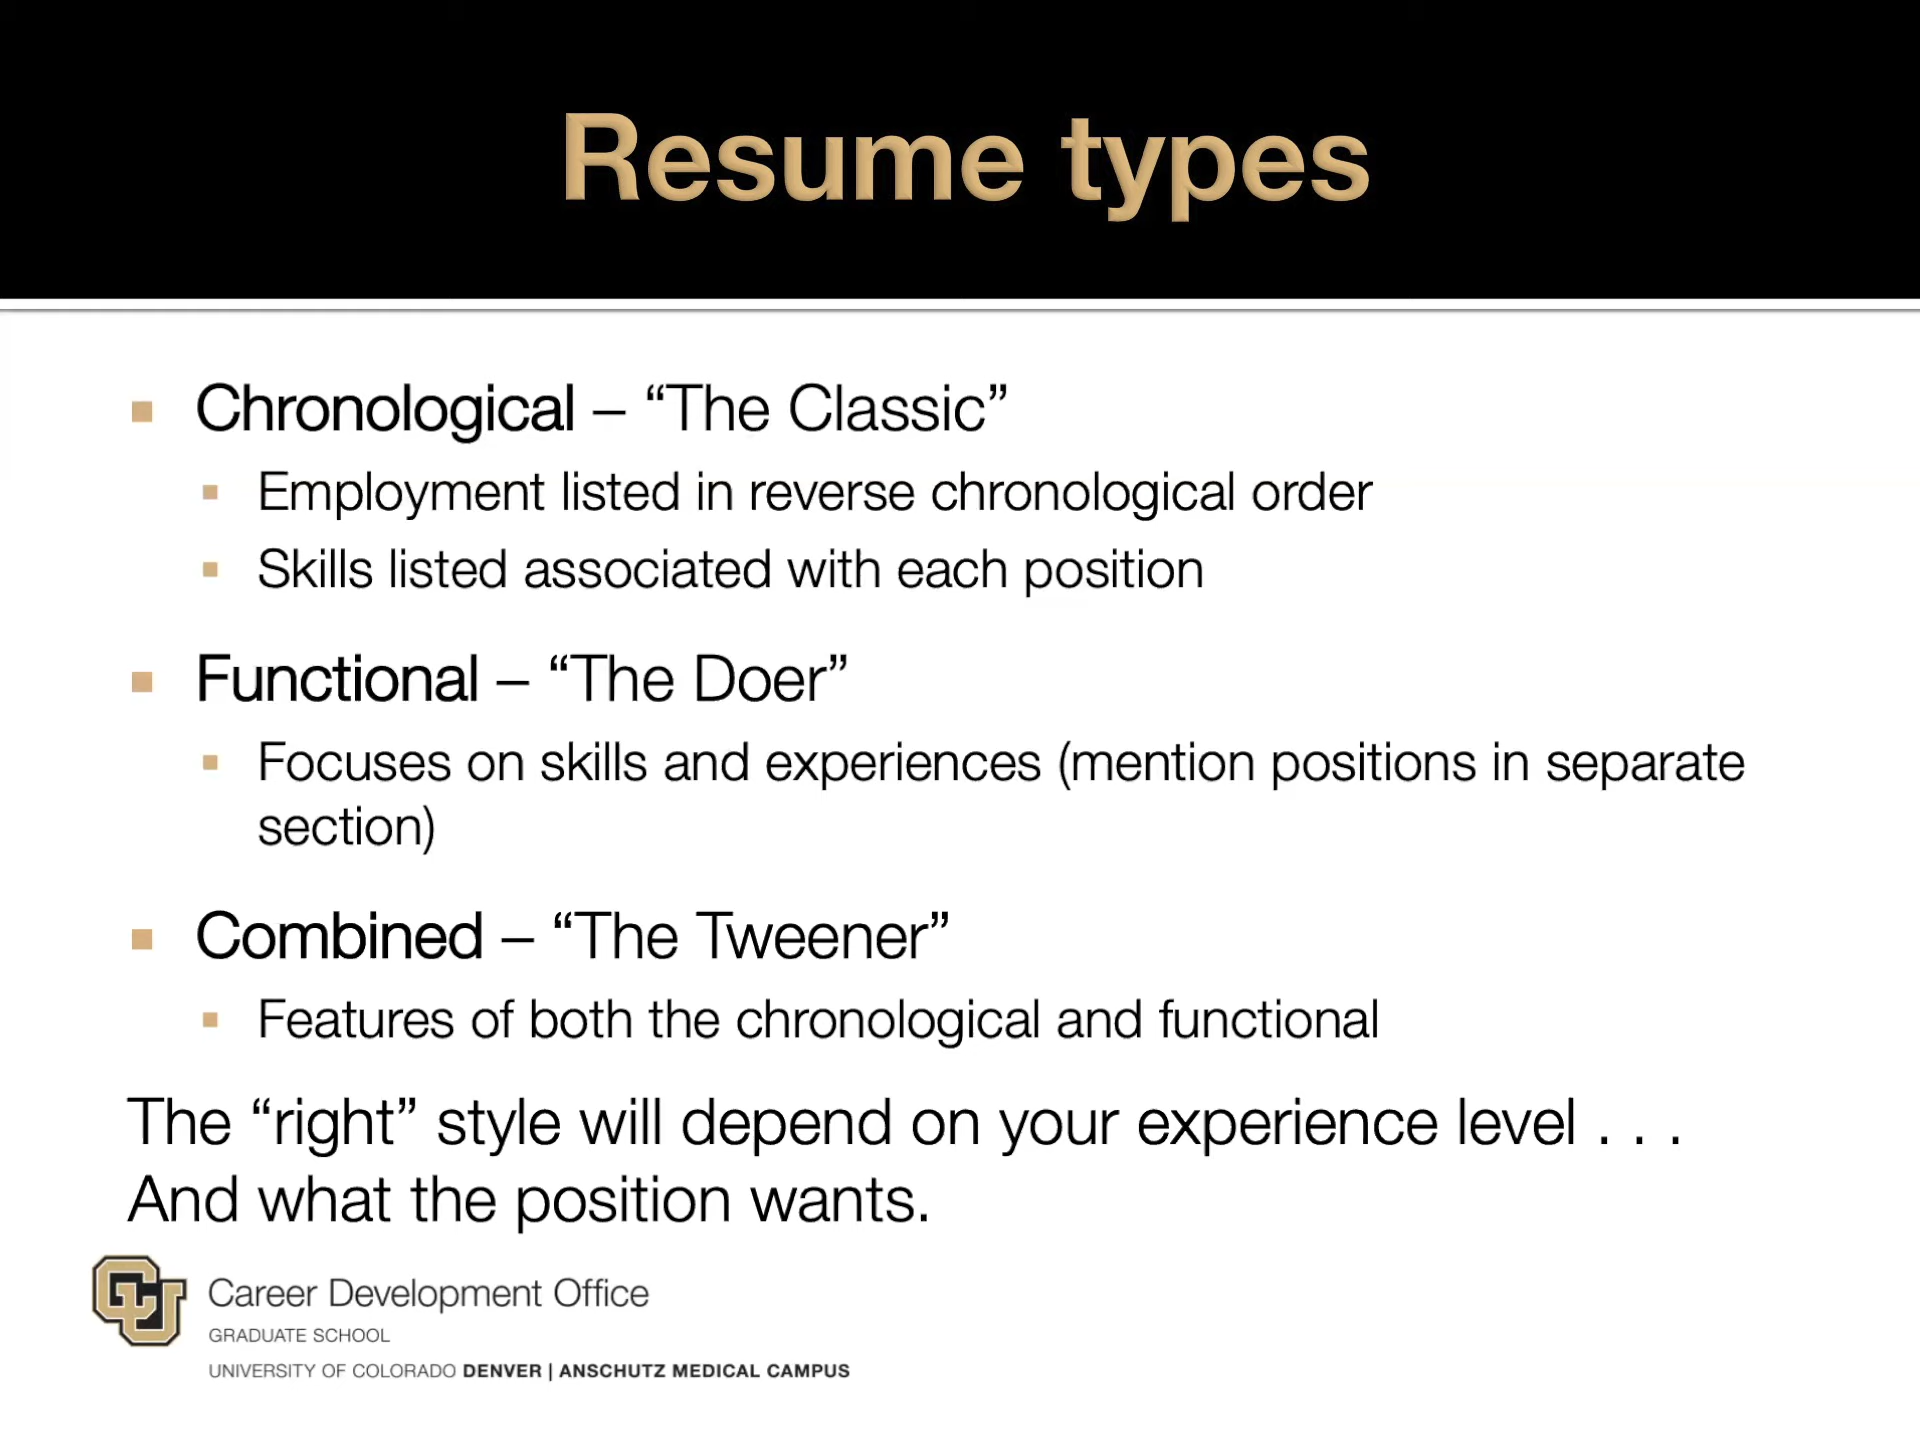 Resume types
Chronological – “The Classic”
Employment listed in reverse chronological order
Skills listed associated with each position
Functional – “The Doer”
Focuses on skills and experiences (mention positions in separate
section)
Combined – “The Tweener”
Features of both the chronological and functional
The “right” style will depend on your experience level . . .
And what the position wants.
CU
Career Development Office
GRADUATE SCHOOL
UNIVERSITY OF COLORADO DENVER | ANSCHUTZ MEDICAL CAMPUS